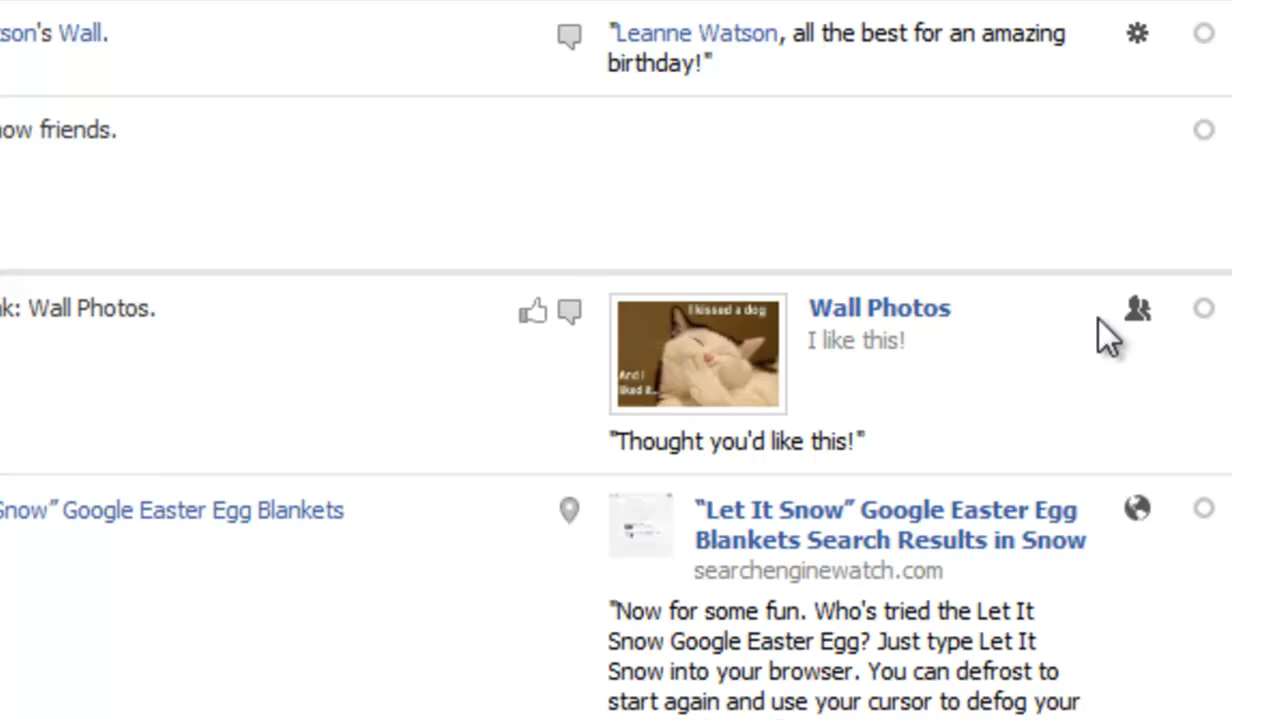 son's Wall.
"Leanne Watson, all the best for an amazing
birthday!"
ow friends.
k: Wall Photos.
I kissed a dog
And I
liked it...
Wall Photos
I like this!
"Thought you'd like this!"
Snow" Google Easter Egg Blankets
"Let It Snow" Google Easter Egg
Blankets Search Results in Snow
searchenginewatch.com
"Now for some fun. Who's tried the Let It
Snow Google Easter Egg? Just type Let It
Snow into your browser. You can defrost to
start again and use your cursor to defog your